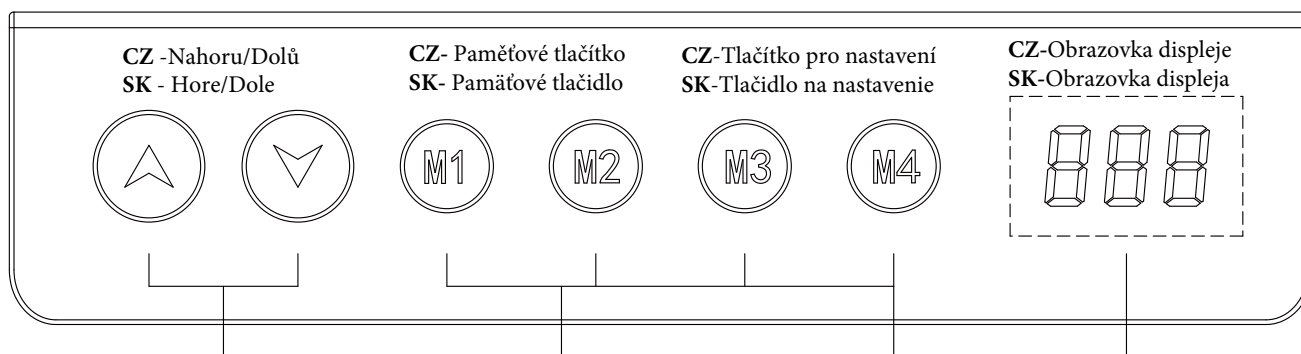 CZ -Nahoru/Dolů
SK - Hore/Dole
CZ- Paměťové tlačítko
SK- Pamäťové tlačidlo
CZ-Tlačítko pro nastavení
SK-Tlačidlo na nastavenie
CZ-Obrazovka displeje
SK-Obrazovka displeja
M1 M2 M3 M4 888